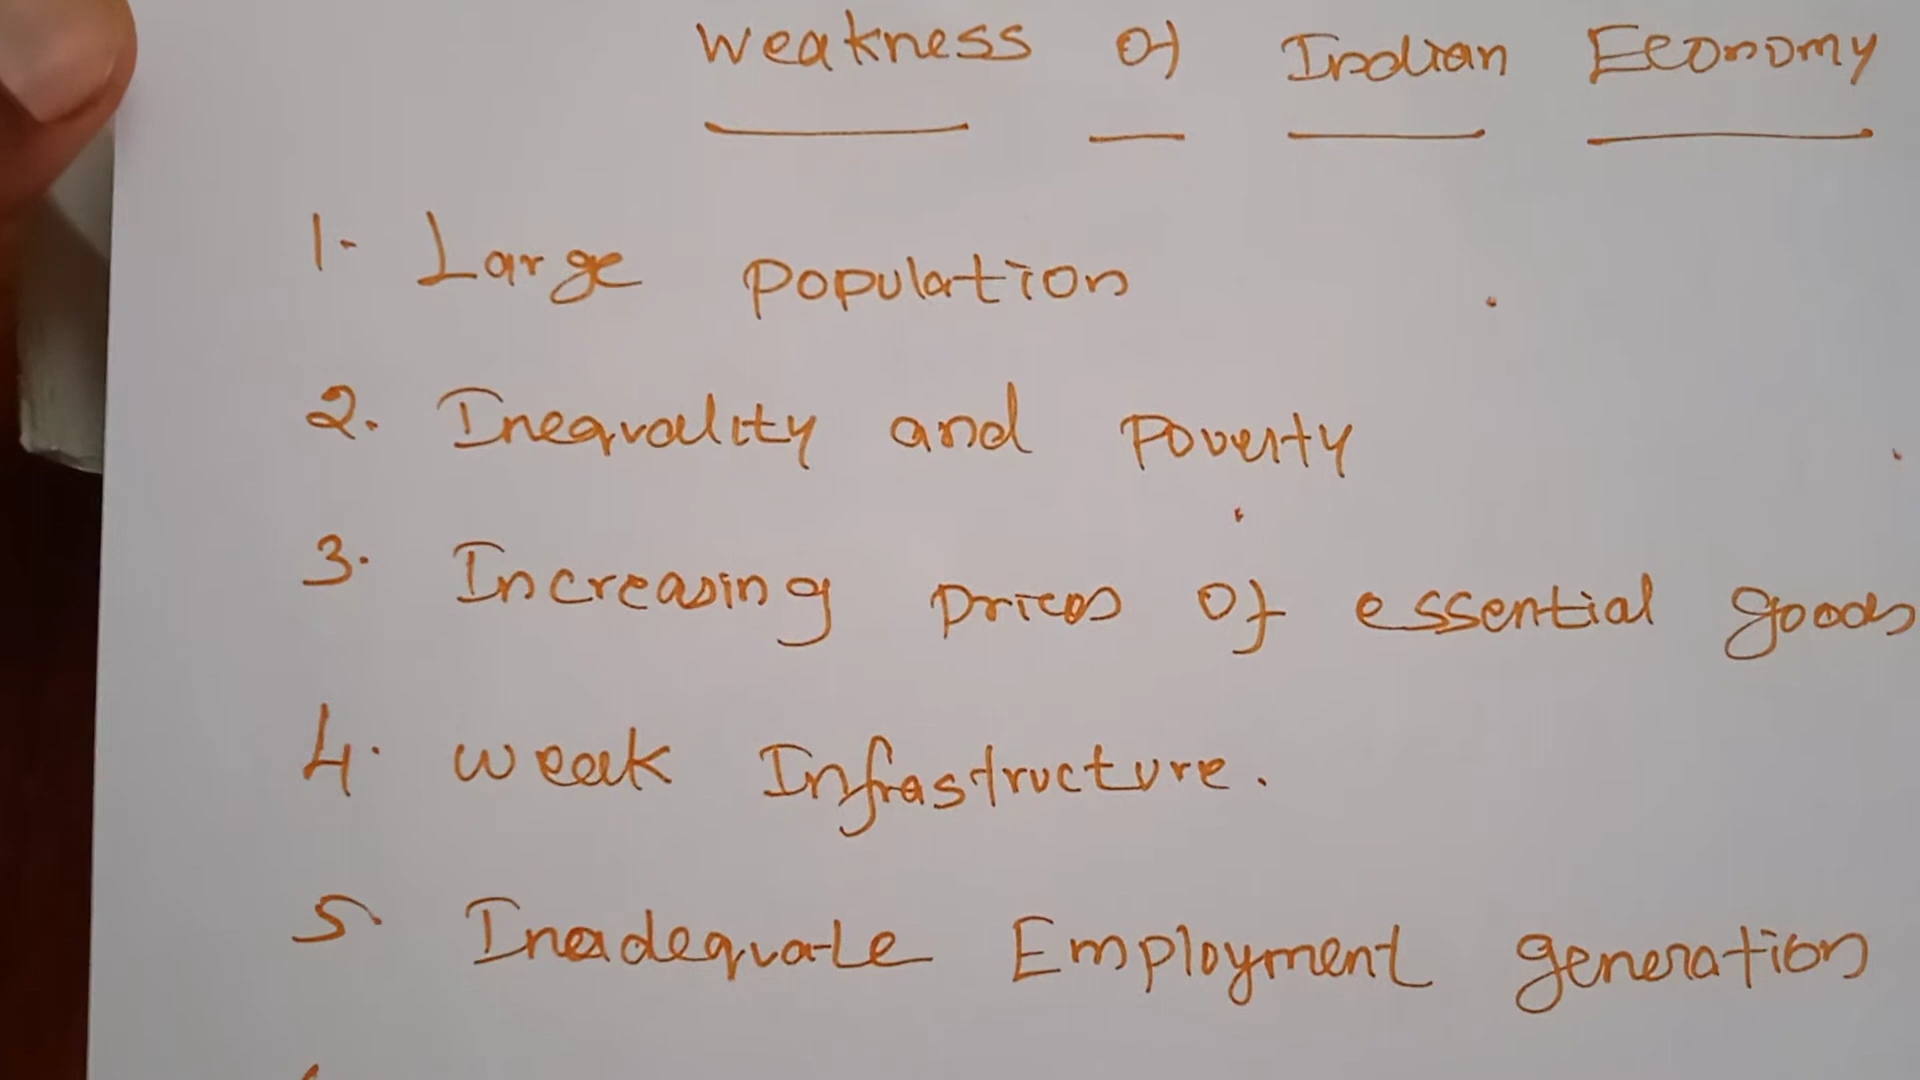 Weakness of Indian Economy
1. Large population
2. Inequality and poverty
3. Increasing prices of essential goods
4. weak Infrastructure.
5. Inadequate Employment generation